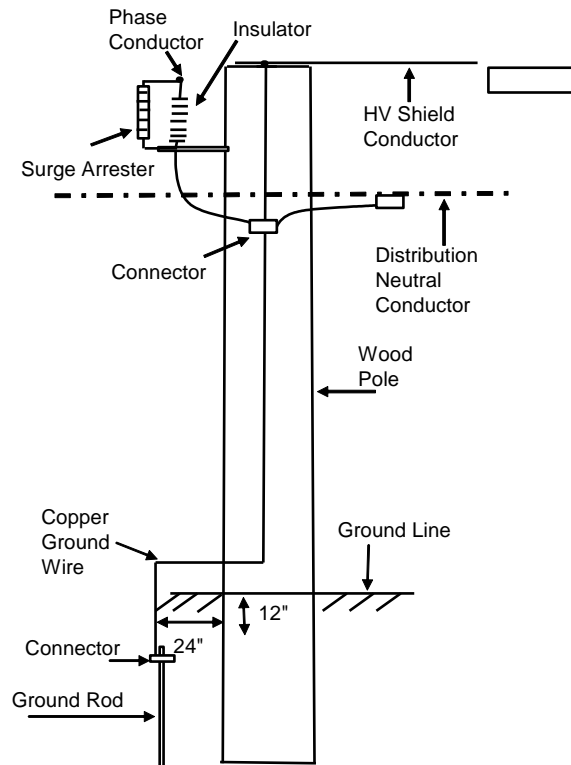 Phase
Conductor
Insulator
HV Shield
Conductor
Surge Arrester
Connector
Distribution
Neutral
Conductor
Wood
Pole
Copper
Ground
Wire
Ground Line
12"
24"
Connector
Ground Rod